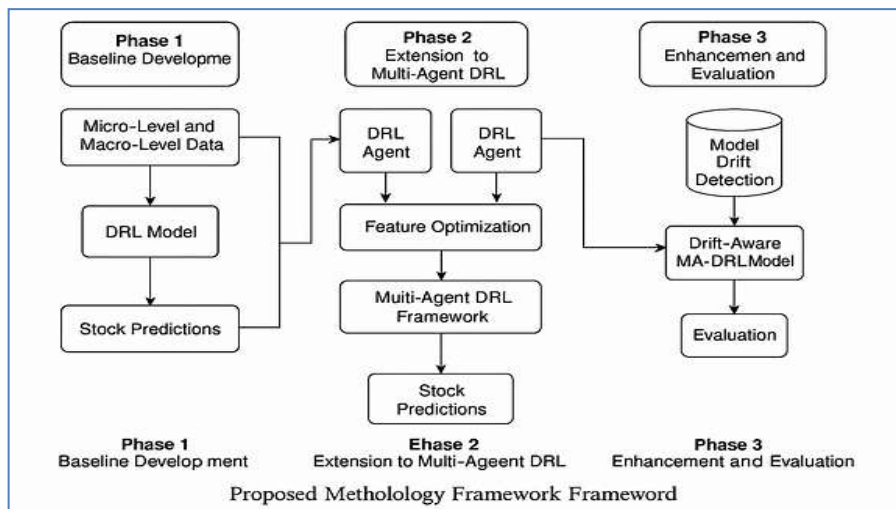 Phase 1
Baseline Developme
Phase 2
Extension to
Multi-Agent DRL
Phase 3
Enhancemen and
Evaluation
Micro-Level and
Macro-Level Data
DRL Model
Stock Predictions
DRL
Agent
DRL
Agent
Feature Optimization
Muiti-Agent DRL
Framework
Stock
Predictions
Model
Drift
Detection
Drift-Aware
MA-DRLModel
Evaluation
Phase 1
Baseline Develop ment
Ehase 2
Extension to Multi-Ageent DRL
Phase 3
Enhancement and Evaluation
Proposed Metholology Framework Frameword